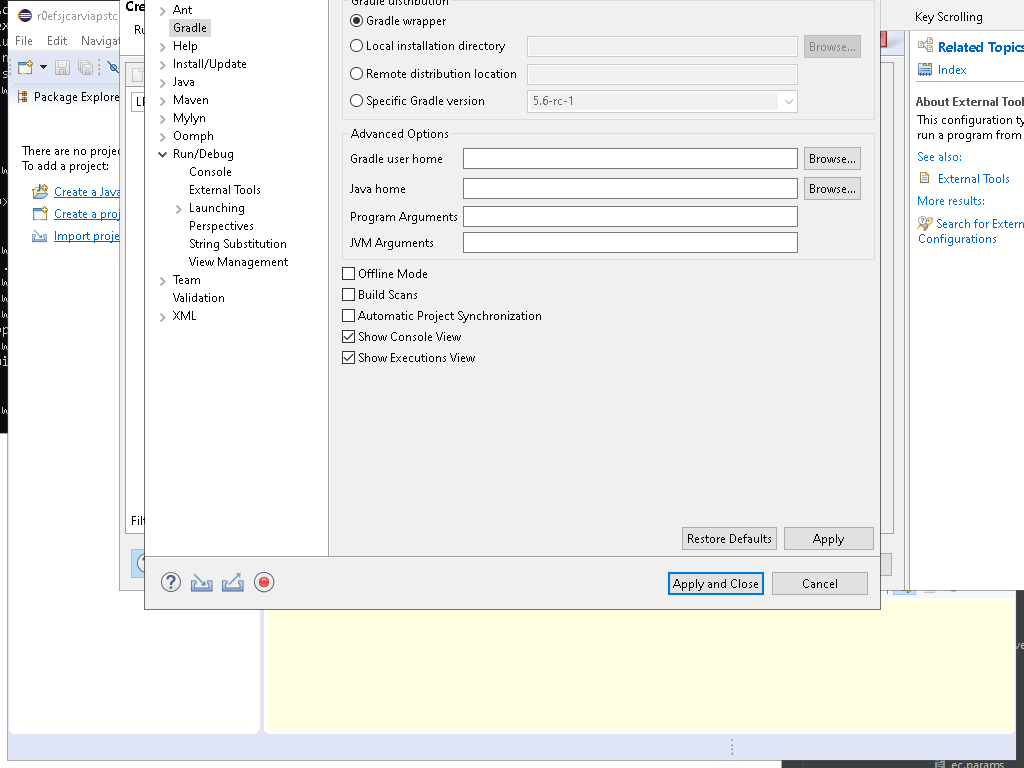 r0efsjcarviapstc
File Edit Navigat
Package Explore
There are no projec
To add a project:
Create a Java
Create a proj
Import proje
Cre
Ru
Filt
Ant
Gradle
Help
Install/Update
Java
Maven
Mylyn
Oomph
Run/Debug
Console
External Tools
Launching
Perspectives
String Substitution
View Management
Team
Validation
XML
Gradle distribution
Gradle wrapper
Local installation directory
Browse...
Remote distribution location
Specific Gradle version
5.6-rc-1
Advanced Options
Gradle user home
Browse...
Java home
Browse...
Program Arguments
JVM Arguments
Offline Mode
Build Scans
Automatic Project Synchronization
Show Console View
Show Executions View
Restore Defaults
Apply
Apply and Close
Cancel
Key Scrolling
Related Topics
Index
About External Tool
This configuration ty
run a program from
See also:
External Tools
More results:
Search for Extern
Configurations
ec.params